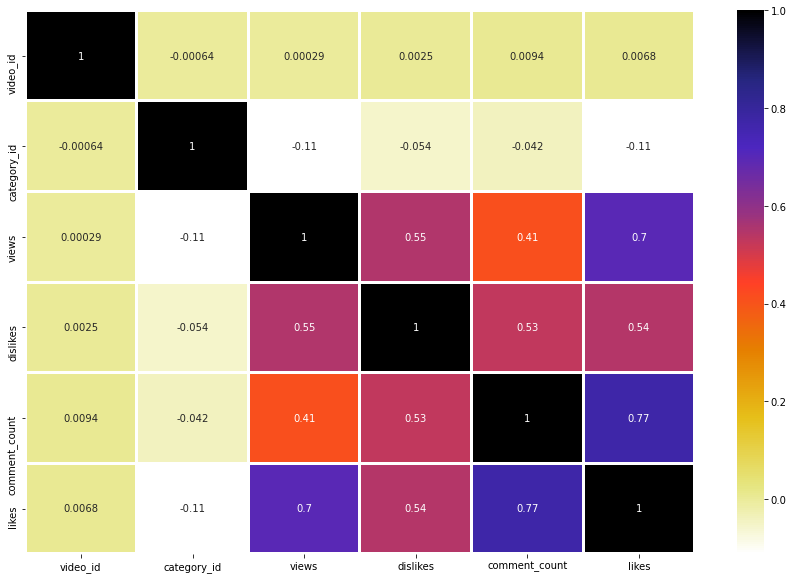 1.0
video_id 1 -0.00064 0.00029 0.0025 0.0094 0.0068
0.8
category_id -0.00064 1 -0.11 -0.054 -0.042 -0.11
0.6
views 0.00029 -0.11 1 0.55 0.41 0.7
0.4
dislikes 0.0025 -0.054 0.55 1 0.53 0.54
0.2
comment_count 0.0094 -0.042 0.41 0.53 1 0.77
0.0
likes 0.0068 -0.11 0.7 0.54 0.77 1
video_id category_id views dislikes comment_count likes